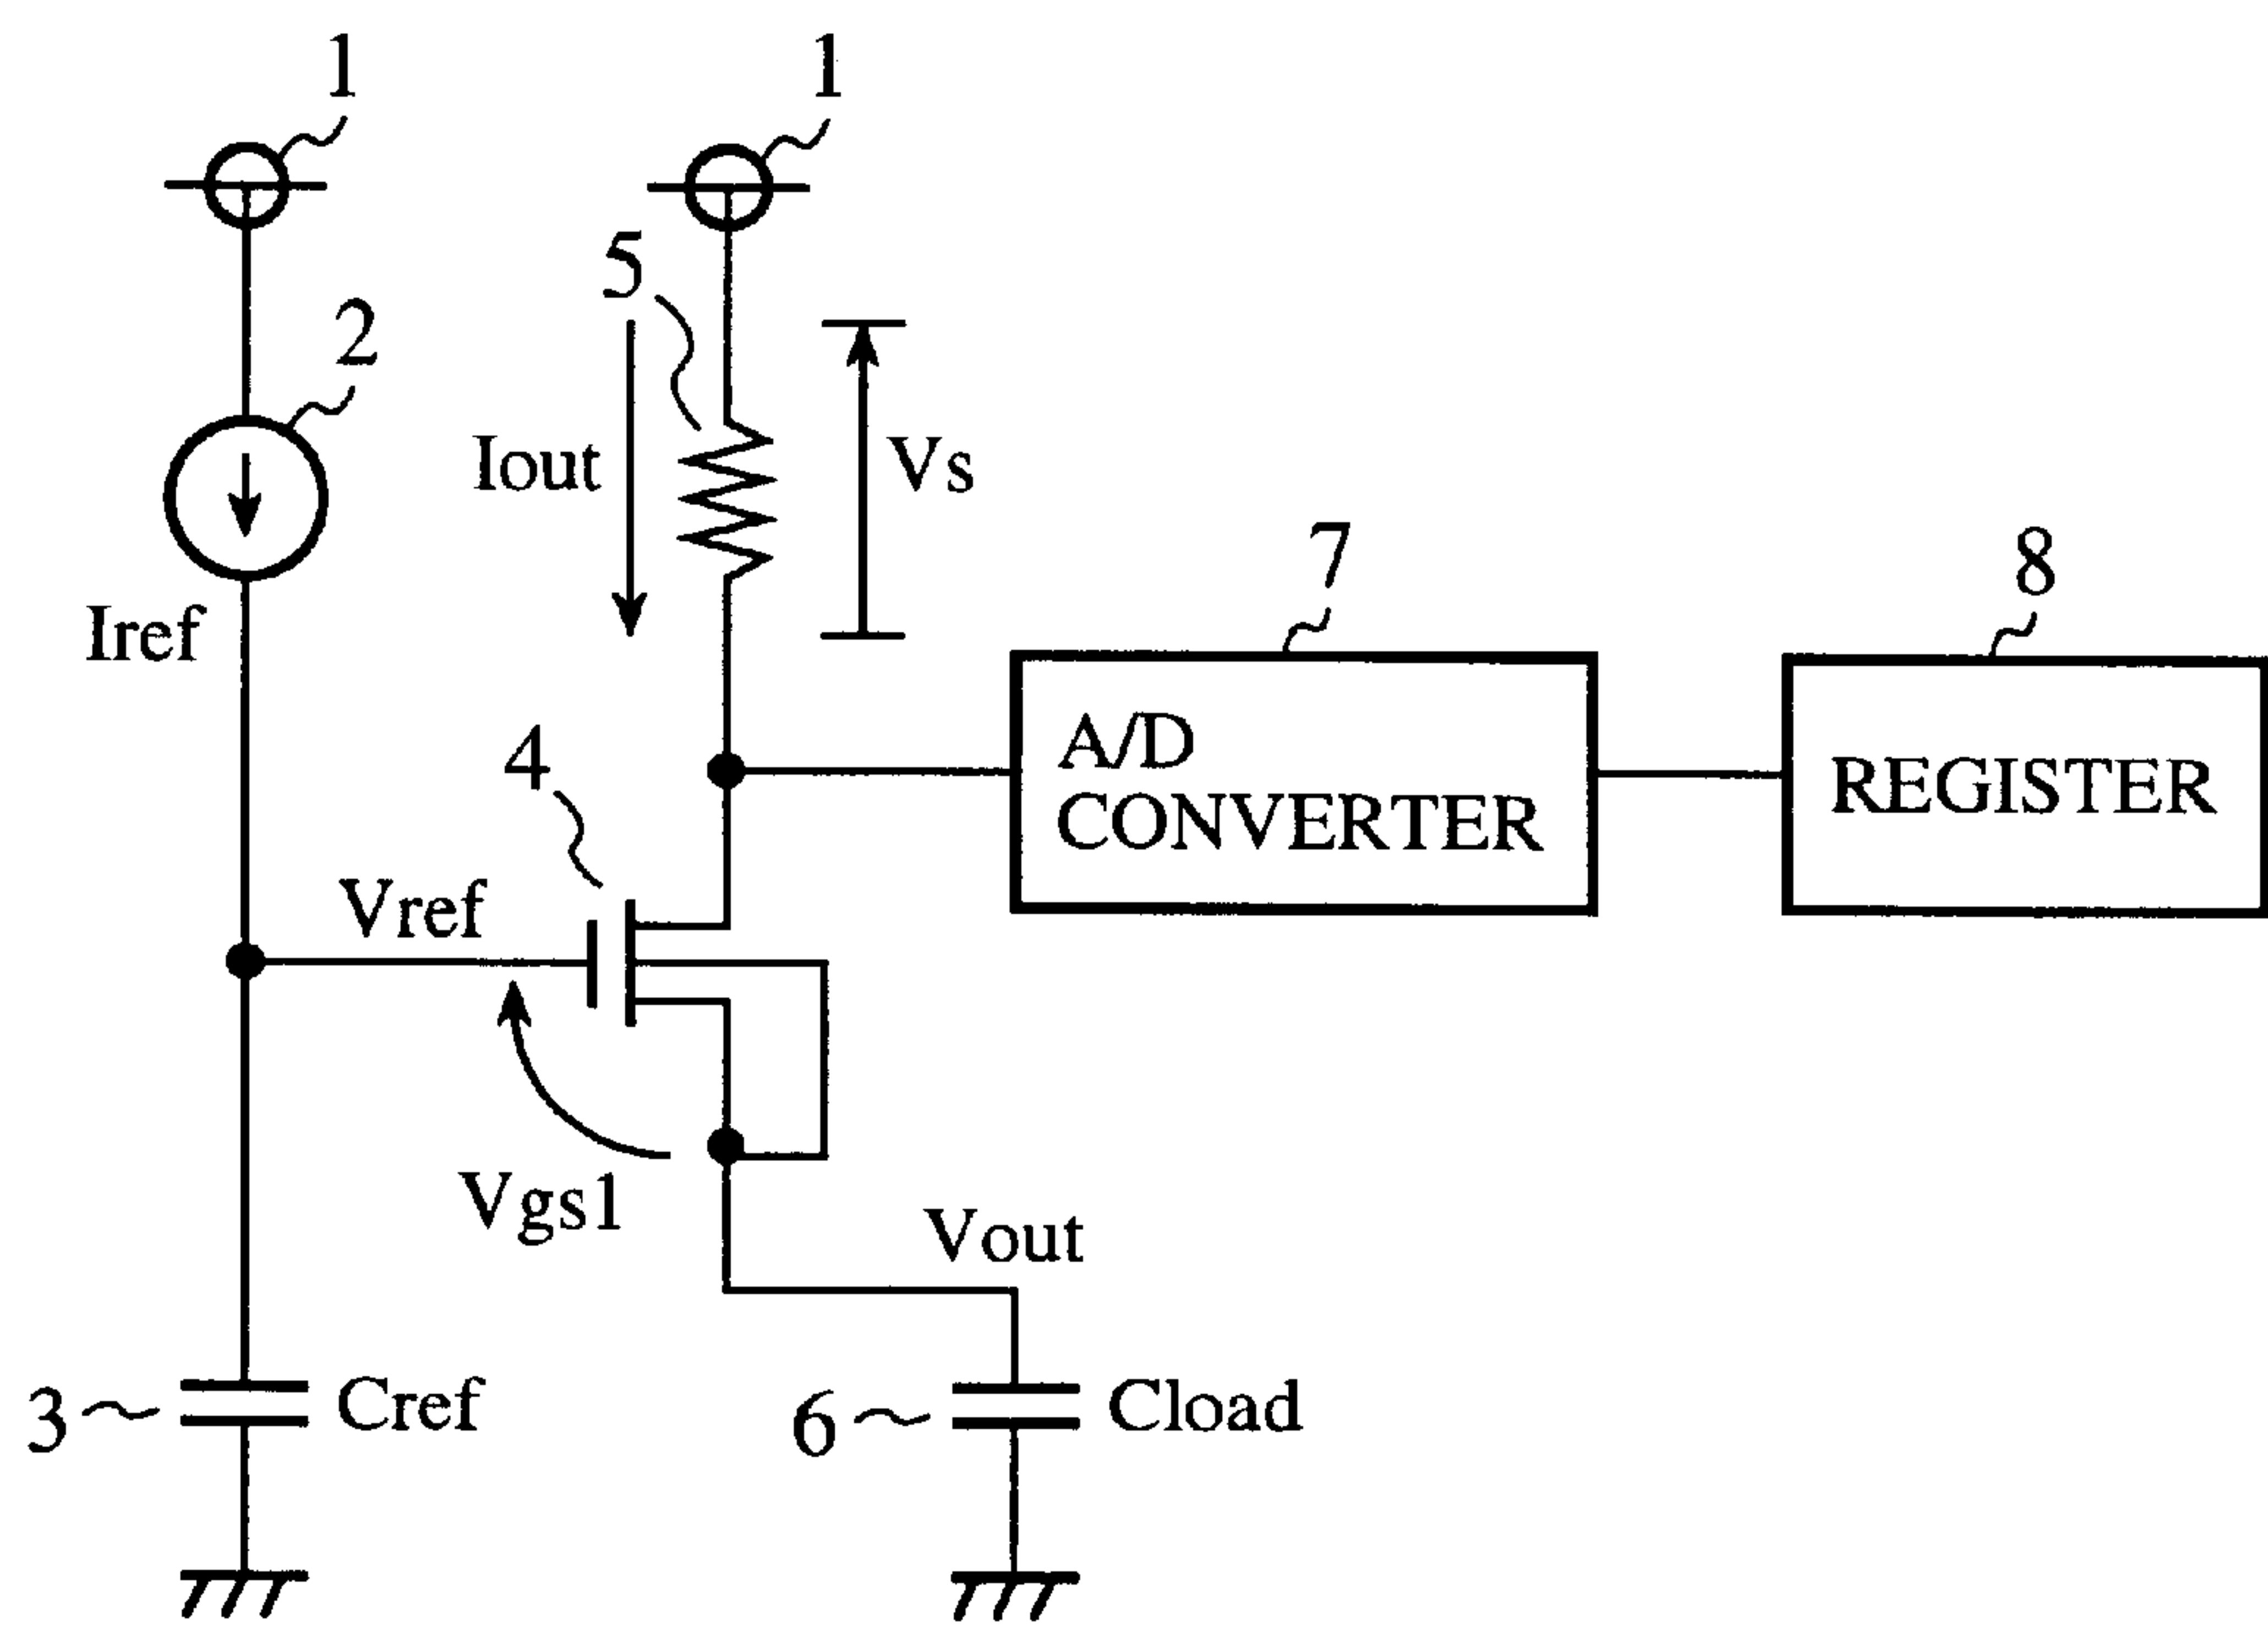 1
1
5
2
Iout
Vs
7
8
Iref
4
A/D
CONVERTER
REGISTER
Vref
Vgs1
Vout
3
Cref
6
Cload